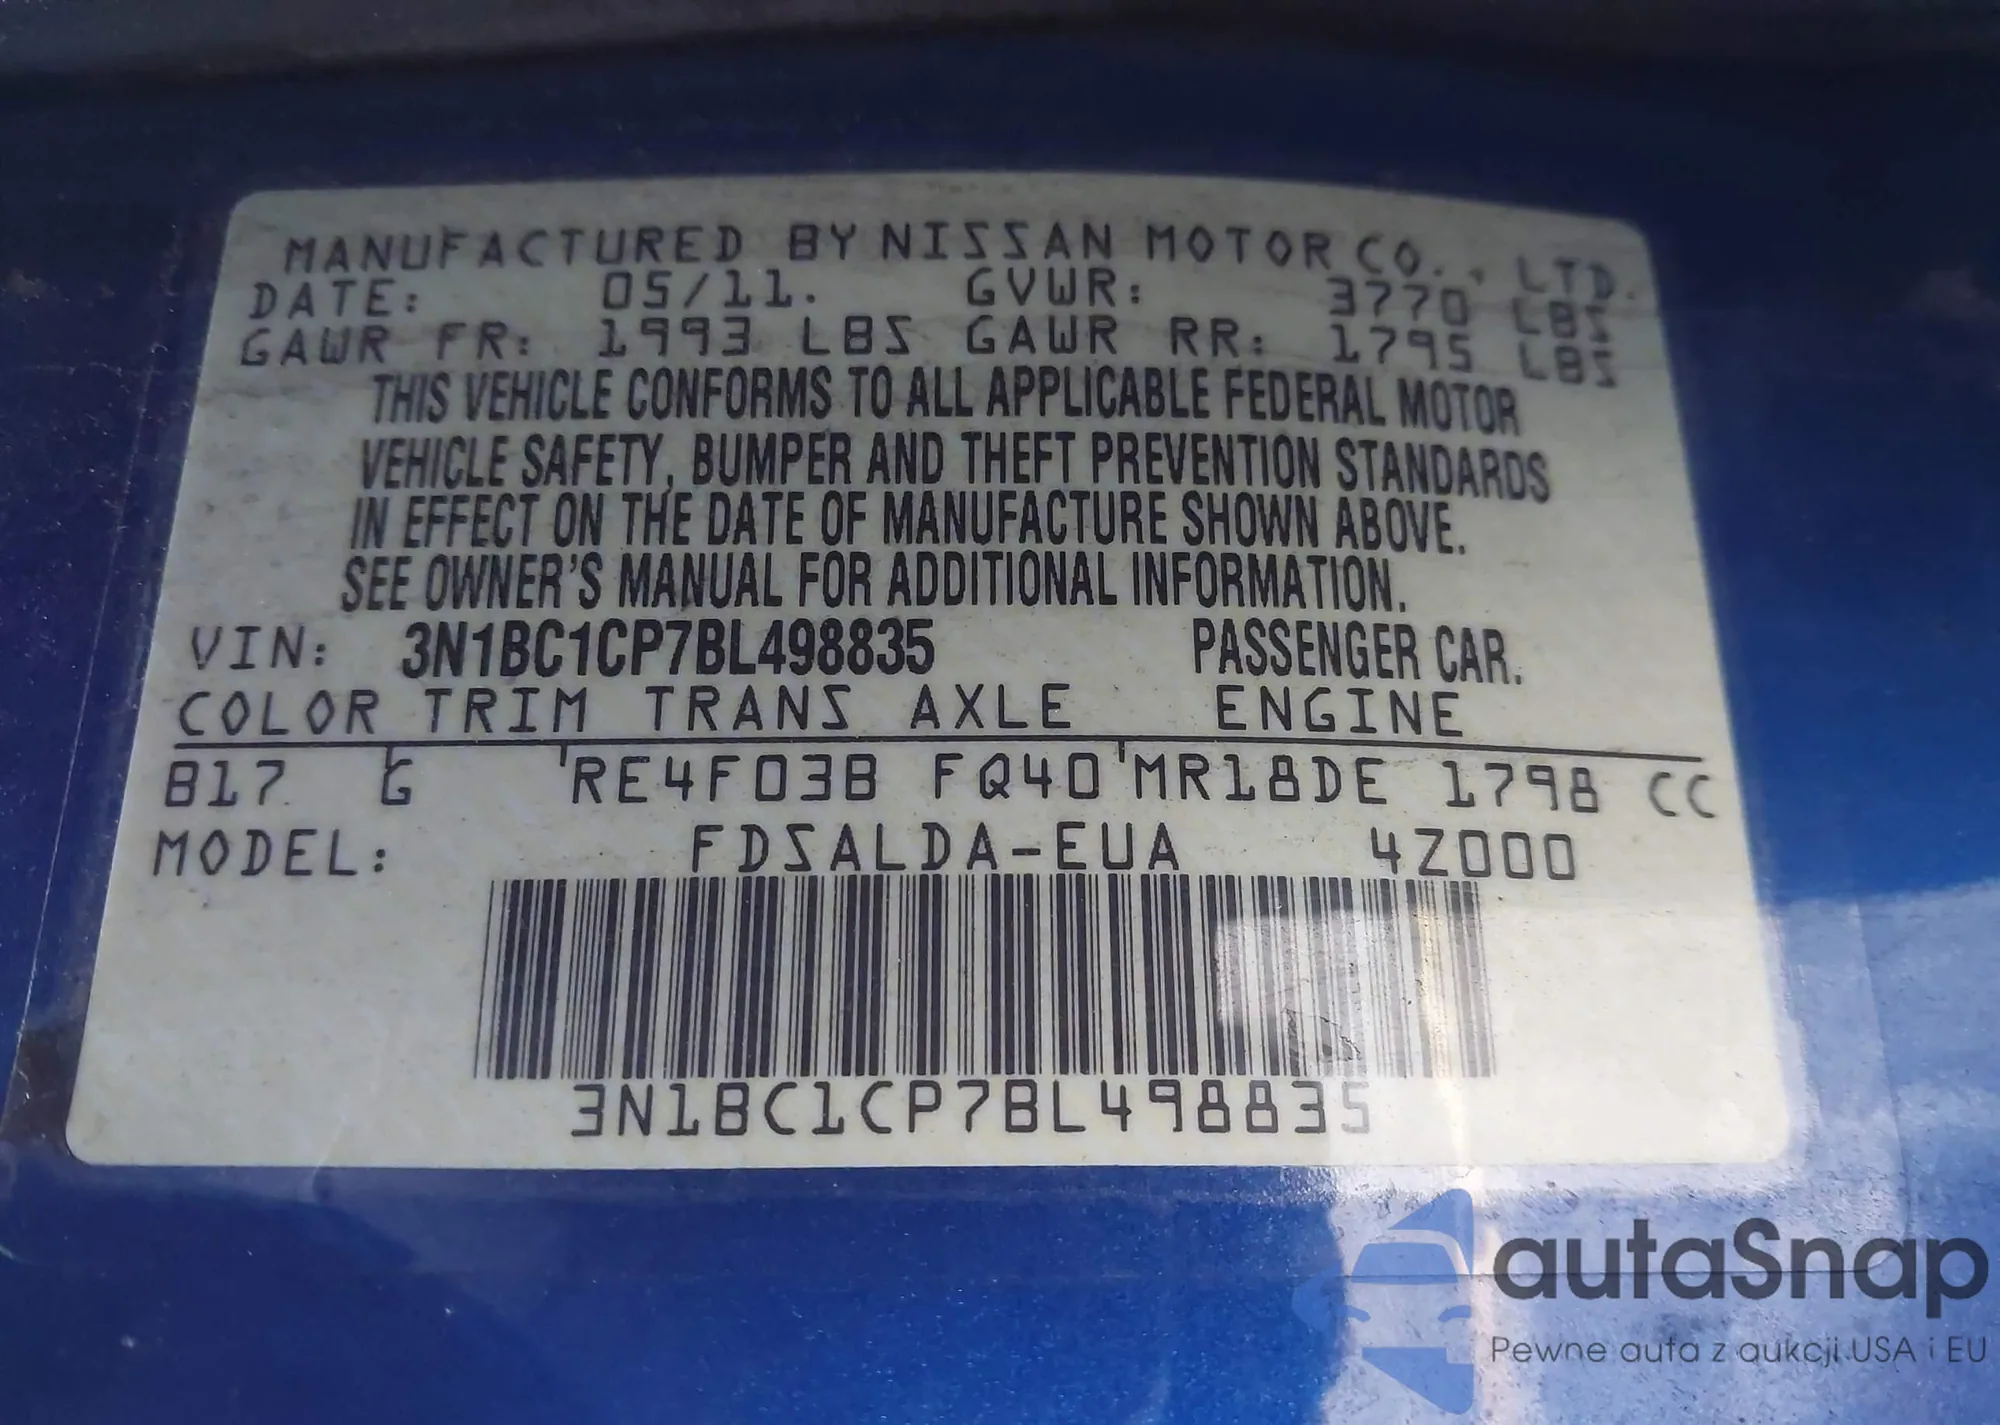 MANUFACTURED BY NISSAN MOTOR CO., LTD.
DATE: 05/11. GVWR: 3770 LBS
GAWR FR: 1993 LBS GAWR RR: 1795 LBS
THIS VEHICLE CONFORMS TO ALL APPLICABLE FEDERAL MOTOR
VEHICLE SAFETY, BUMPER AND THEFT PREVENTION STANDARDS
IN EFFECT ON THE DATE OF MANUFACTURE SHOWN ABOVE.
SEE OWNER'S MANUAL FOR ADDITIONAL INFORMATION.
VIN: 3N1BC1CP7BL498835 PASSENGER CAR.
COLOR TRIM TRANS AXLE ENGINE
B17 G RE4F03B FQ40 MR18DE 1798 CC
MODEL: FDSALDA-EUA 4Z000
3N1BC1CP7BL498835
autaSnap
Pewne auta z aukcji USA i EU